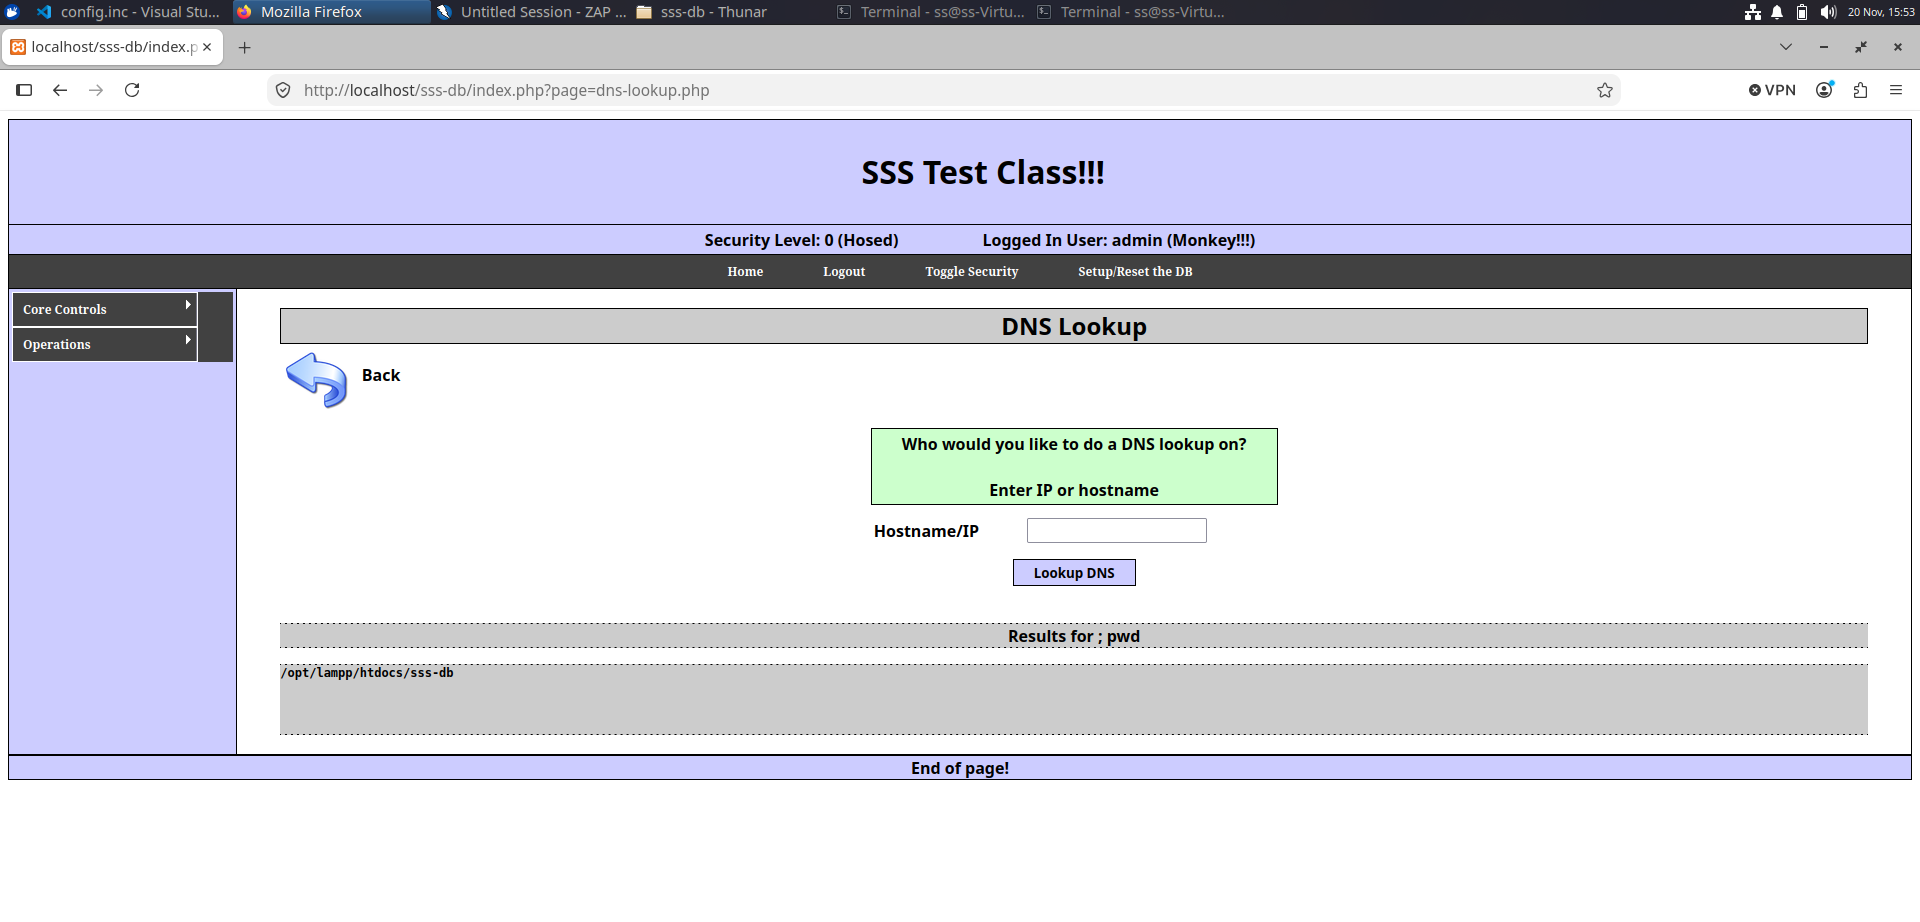 config.inc - Visual Stu...
Mozilla Firefox
Untitled Session - ZAP ...
sss-db - Thunar
Terminal - ss@ss-Virtu...
Terminal - ss@ss-Virtu...
20 Nov, 15:53
localhost/sss-db/index.p
http://localhost/sss-db/index.php?page=dns-lookup.php
VPN
SSS Test Class!!!
Security Level: 0 (Hosed)
Logged In User: admin (Monkey!!!)
Home
Logout
Toggle Security
Setup/Reset the DB
Core Controls
Operations
DNS Lookup
Back
Who would you like to do a DNS lookup on?
Enter IP or hostname
Hostname/IP
Lookup DNS
Results for ; pwd
/opt/lampp/htdocs/sss-db
End of page!